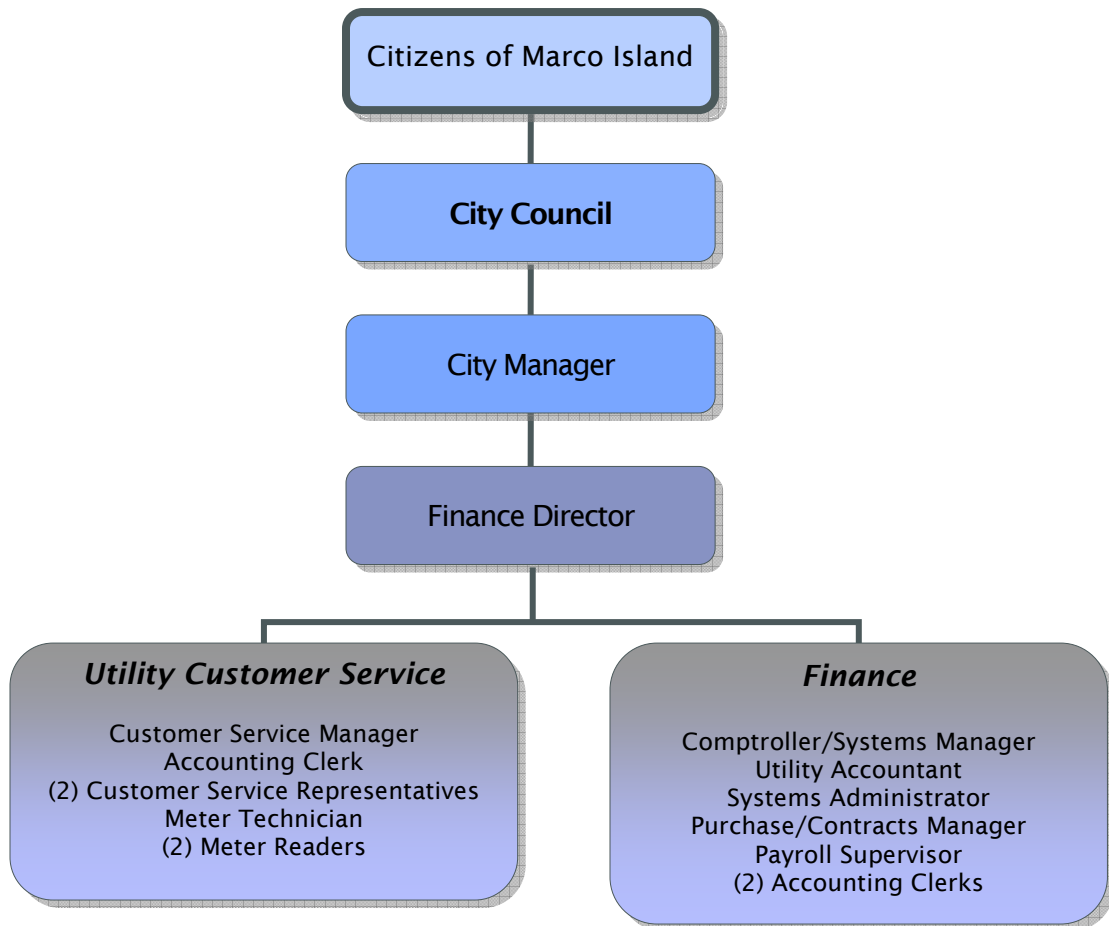 Citizens of Marco Island
City Council
City Manager
Finance Director
Utility Customer Service
Customer Service Manager
Accounting Clerk
(2) Customer Service Representatives
Meter Technician
(2) Meter Readers
Finance
Comptroller/Systems Manager
Utility Accountant
Systems Administrator
Purchase/Contracts Manager
Payroll Supervisor
(2) Accounting Clerks